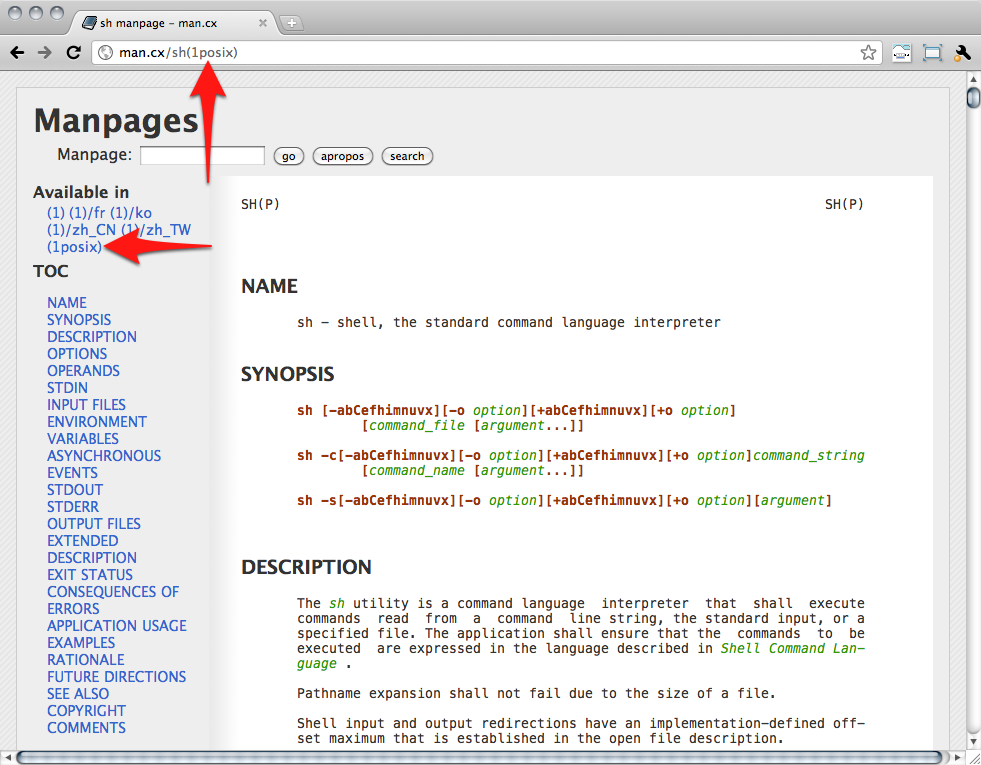 sh manpage – man.cx
man.cx/sh(1posix)
Manpages
Manpage: go apropos search
Available in
(1) (1)/fr (1)/ko
(1)/zh_CN (1)/zh_TW
(1posix)
TOC
NAME
SYNOPSIS
DESCRIPTION
OPTIONS
OPERANDS
STDIN
INPUT FILES
ENVIRONMENT
VARIABLES
ASYNCHRONOUS
EVENTS
STDOUT
STDERR
OUTPUT FILES
EXTENDED
DESCRIPTION
EXIT STATUS
CONSEQUENCES OF
ERRORS
APPLICATION USAGE
EXAMPLES
RATIONALE
FUTURE DIRECTIONS
SEE ALSO
COPYRIGHT
COMMENTS
SH(P) SH(P)
NAME
sh – shell, the standard command language interpreter
SYNOPSIS
sh [–abCefhimnuvx][–o option][+abCefhimnuvx][+o option]
[command_file [argument...]]
sh –c[–abCefhimnuvx][–o option][+abCefhimnuvx][+o option]command_string
[command_name [argument...]]
sh –s[–abCefhimnuvx][–o option][+abCefhimnuvx][+o option][argument]
DESCRIPTION
The sh utility is a command language interpreter that shall execute
commands read from a command line string, the standard input, or a
specified file. The application shall ensure that the commands to be
executed are expressed in the language described in Shell Command Lan–
guage .
Pathname expansion shall not fail due to the size of a file.
Shell input and output redirections have an implementation–defined off–
set maximum that is established in the open file description.